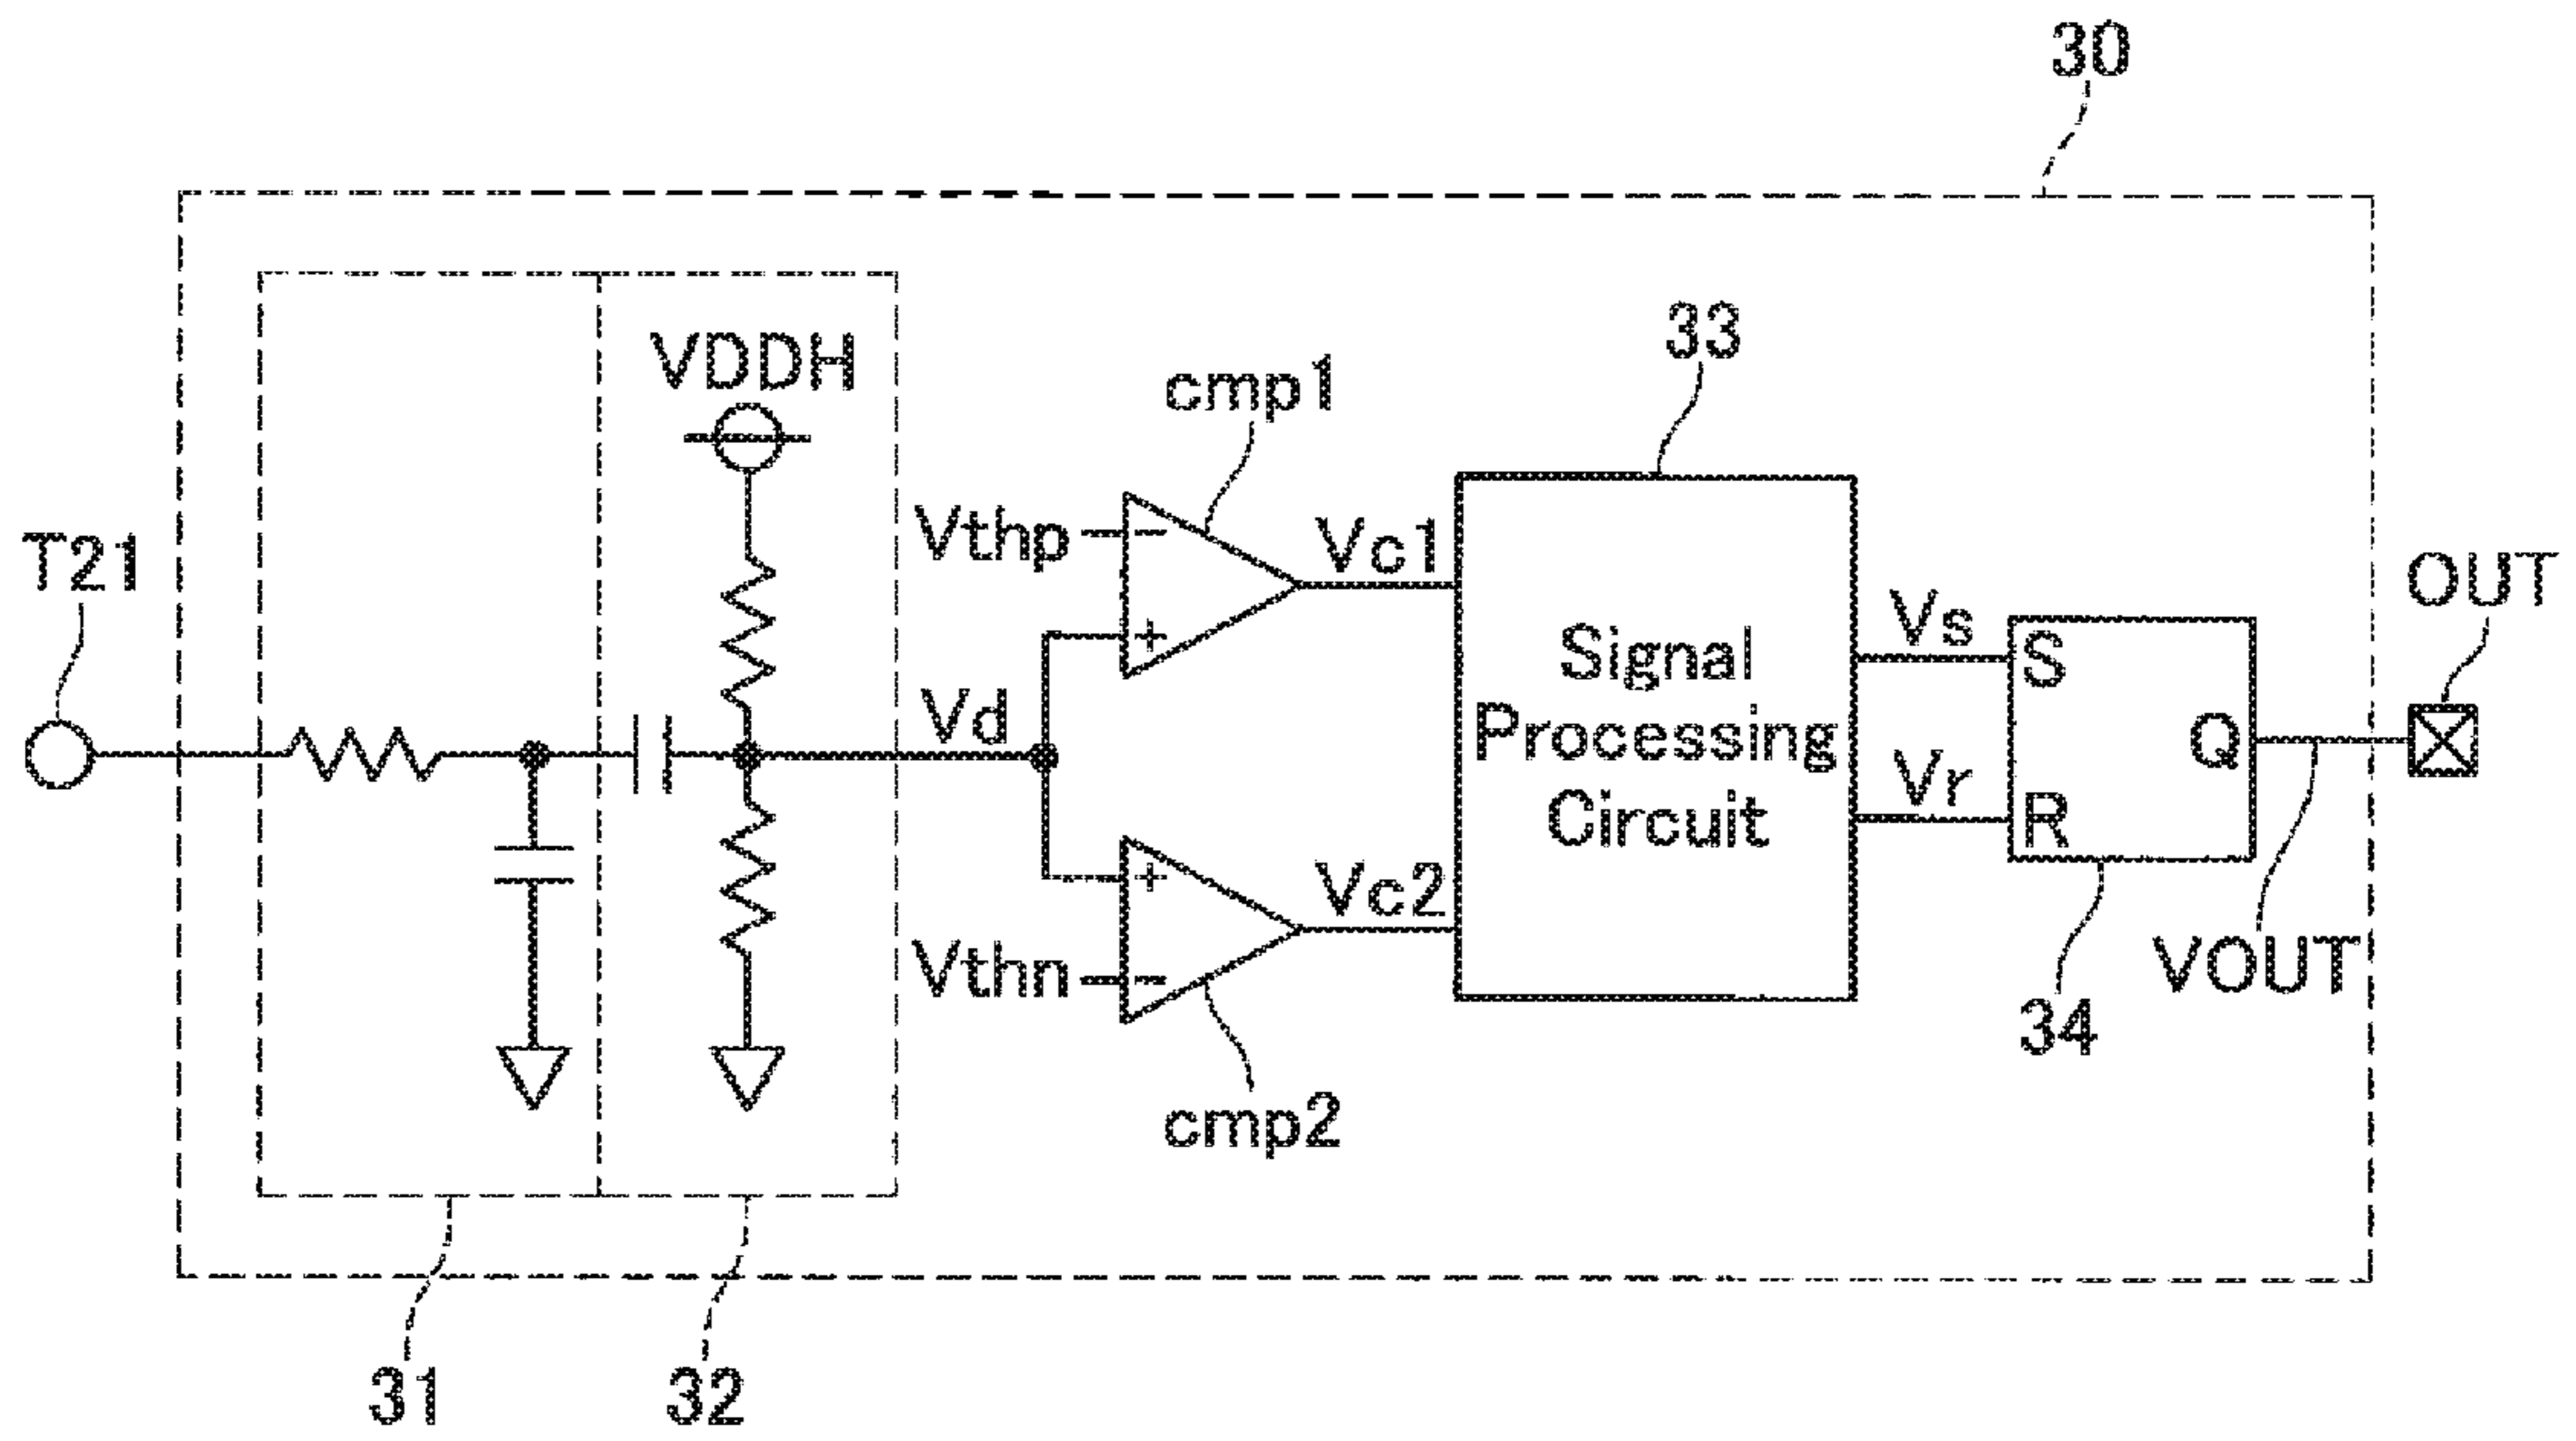 30
VDDH
cmp1
33
T21
Vthp
-
+
Vc1
Signal
Processing
Circuit
Vs
S
OUT
Vd
Q
Vr
R
+
Vc2
Vthn
-
VOUT
34
cmp2
31
32